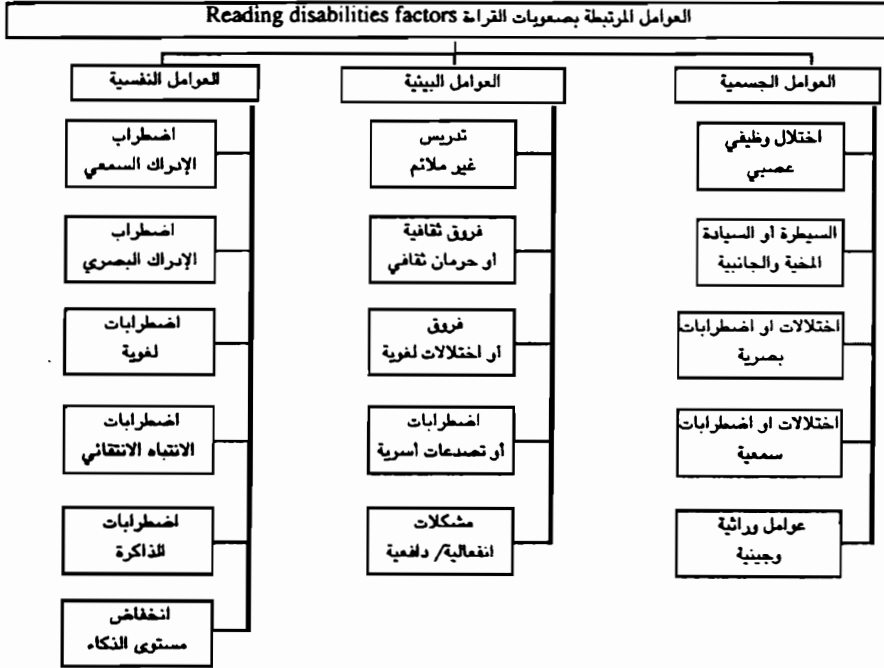 العوامل المرتبطة بصعوبات القراءة Reading disabilities factors
العوامل الجسمية
اختلال وظيفي
عصبي
السيطرة أو السيادة
المخية والجانبية
اختلالات او اضطرابات
بصرية
اختلالات او اضطرابات
سمعية
عوامل وراثية
وجينية
العوامل البيئية
تدريس
غير ملائم
فروق ثقافية
أو حرمان ثقافي
فروق
أو اختلالات لغوية
اضطرابات
أو تصدعات أسرية
مشكلات
انفعالية/ دافعية
العوامل النفسية
اضطراب
الإدراك السمعي
اضطراب
الإدراك البصري
اضطرابات
لغوية
اضطرابات
الانتباه الانتقائي
اضطرابات
الذاكرة
انخفاض
مستوى الذكاء